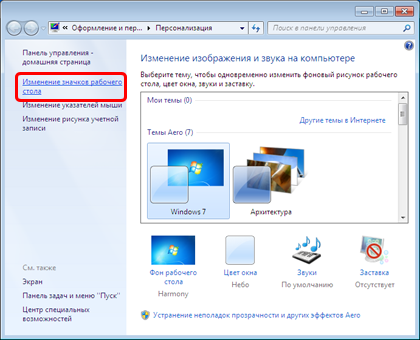 Оформление и пер... Персонализация
Поиск в панели управления
Панель управления -
домашняя страница
Изменение значков рабочего
стола
Изменение указателей мыши
Изменение рисунка учетной
записи
См. также
Экран
Панель задач и меню "Пуск"
Центр специальных
возможностей
Изменение изображения и звука на компьютере
Выберите тему, чтобы одновременно изменить фоновый рисунок рабочего
стола, цвет окна, звуки и заставку.
Мои темы (0)
Другие темы в Интернете
Темы Aero (7)
Windows 7
Архитектура
Фон рабочего
стола
Harmony
Цвет окна
Небо
Звуки
По умолчанию
Заставка
Отсутствует
Устранение неполадок прозрачности и других эффектов Aero